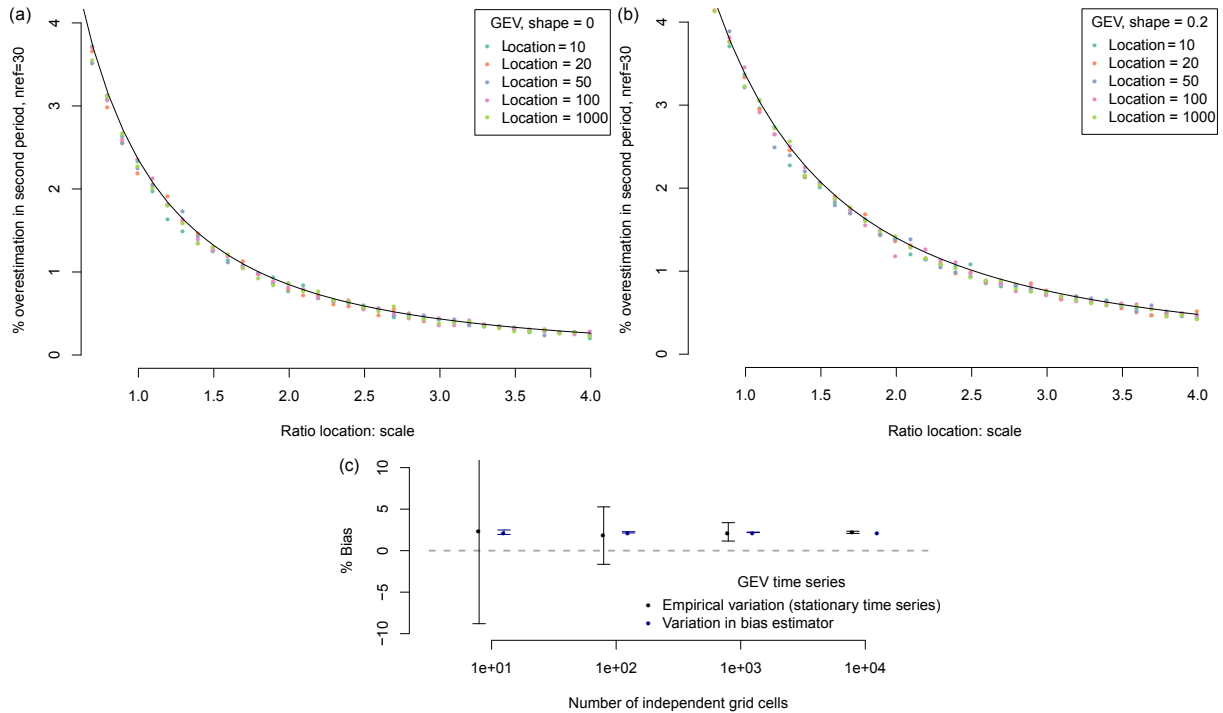 (a)
GEV, shape = 0
Location = 10
Location = 20
Location = 50
Location = 100
Location = 1000
% overestimation in second period, nref=30
4
3
2
1
0
1.0 1.5 2.0 2.5 3.0 3.5 4.0
Ratio location: scale
(b)
GEV, shape = 0.2
Location = 10
Location = 20
Location = 50
Location = 100
Location = 1000
% overestimation in second period, nref=30
4
3
2
1
0
1.0 1.5 2.0 2.5 3.0 3.5 4.0
Ratio location: scale
(c)
% Bias
10
5
0
−5
−10
GEV time series
Empirical variation (stationary time series)
Variation in bias estimator
1e+01 1e+02 1e+03 1e+04
Number of independent grid cells